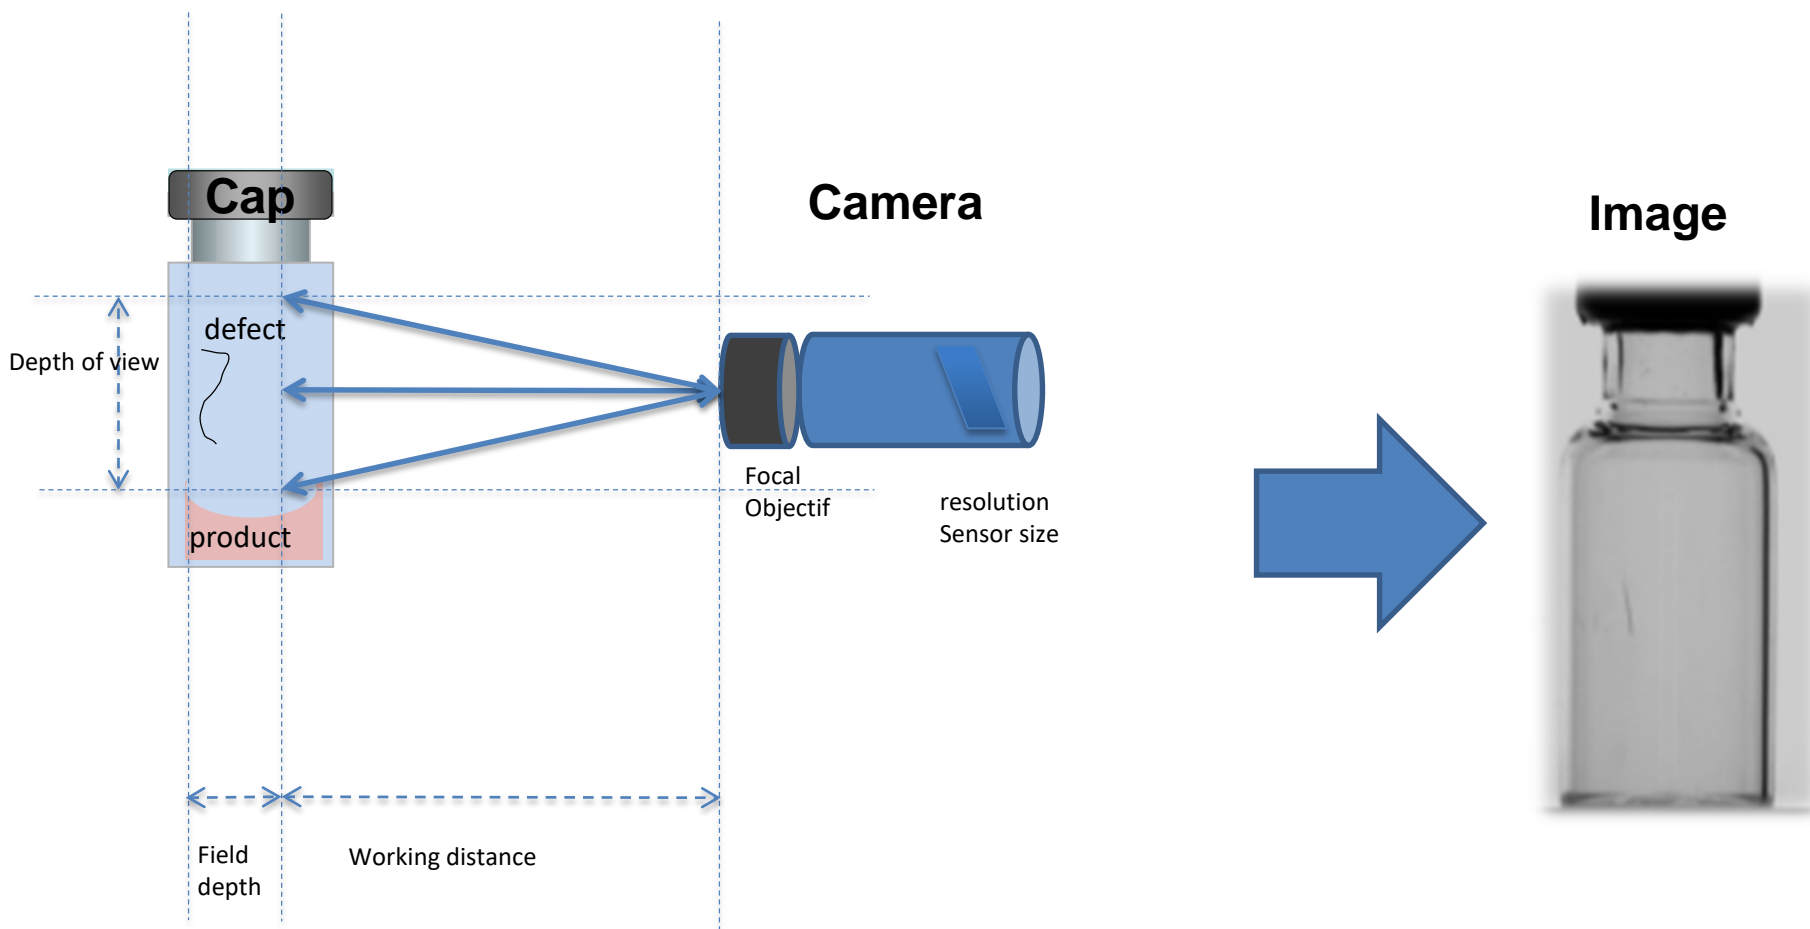 Cap
Camera
Image
defect
Depth of view
Focal
Objectif
resolution
Sensor size
product
Field
depth
Working distance